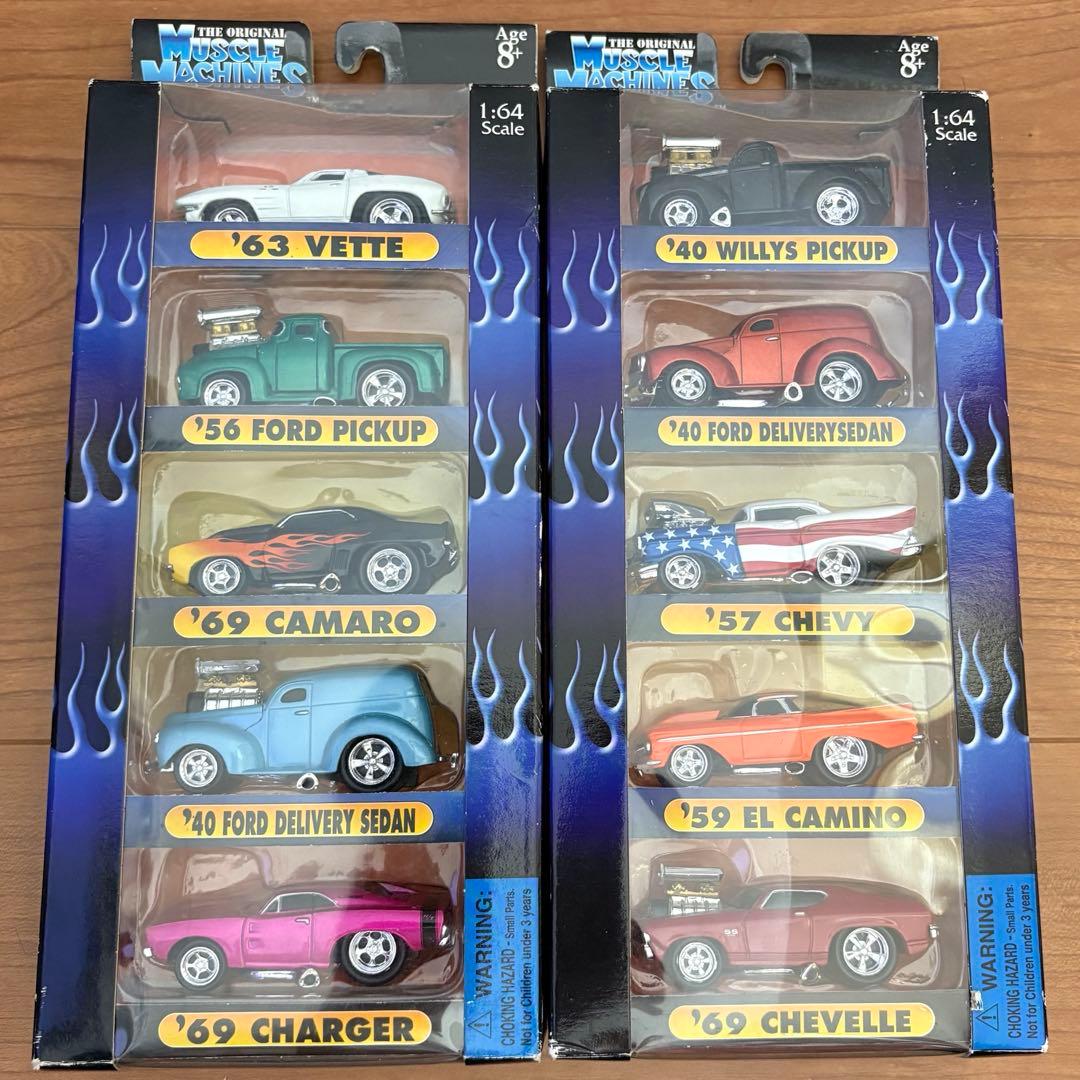 THE ORIGINAL
MUSCLE
MACHINES
TM
Age
8+
1:64
Scale
'63 VETTE
'56 FORD PICKUP
'69 CAMARO
'40 FORD DELIVERY SEDAN
'69 CHARGER
WARNING:
CHOKING HAZARD - Small Parts.
Not for Children under 3 years
THE ORIGINAL
MUSCLE
MACHINES
TM
Age
8+
1:64
Scale
'40 WILLYS PICKUP
'40 FORD DELIVERYSEDAN
'57 CHEVY
'59 EL CAMINO
SS
'69 CHEVELLE
WARNING:
CHOKING HAZARD - Small Parts.
Not for Children under 3 years